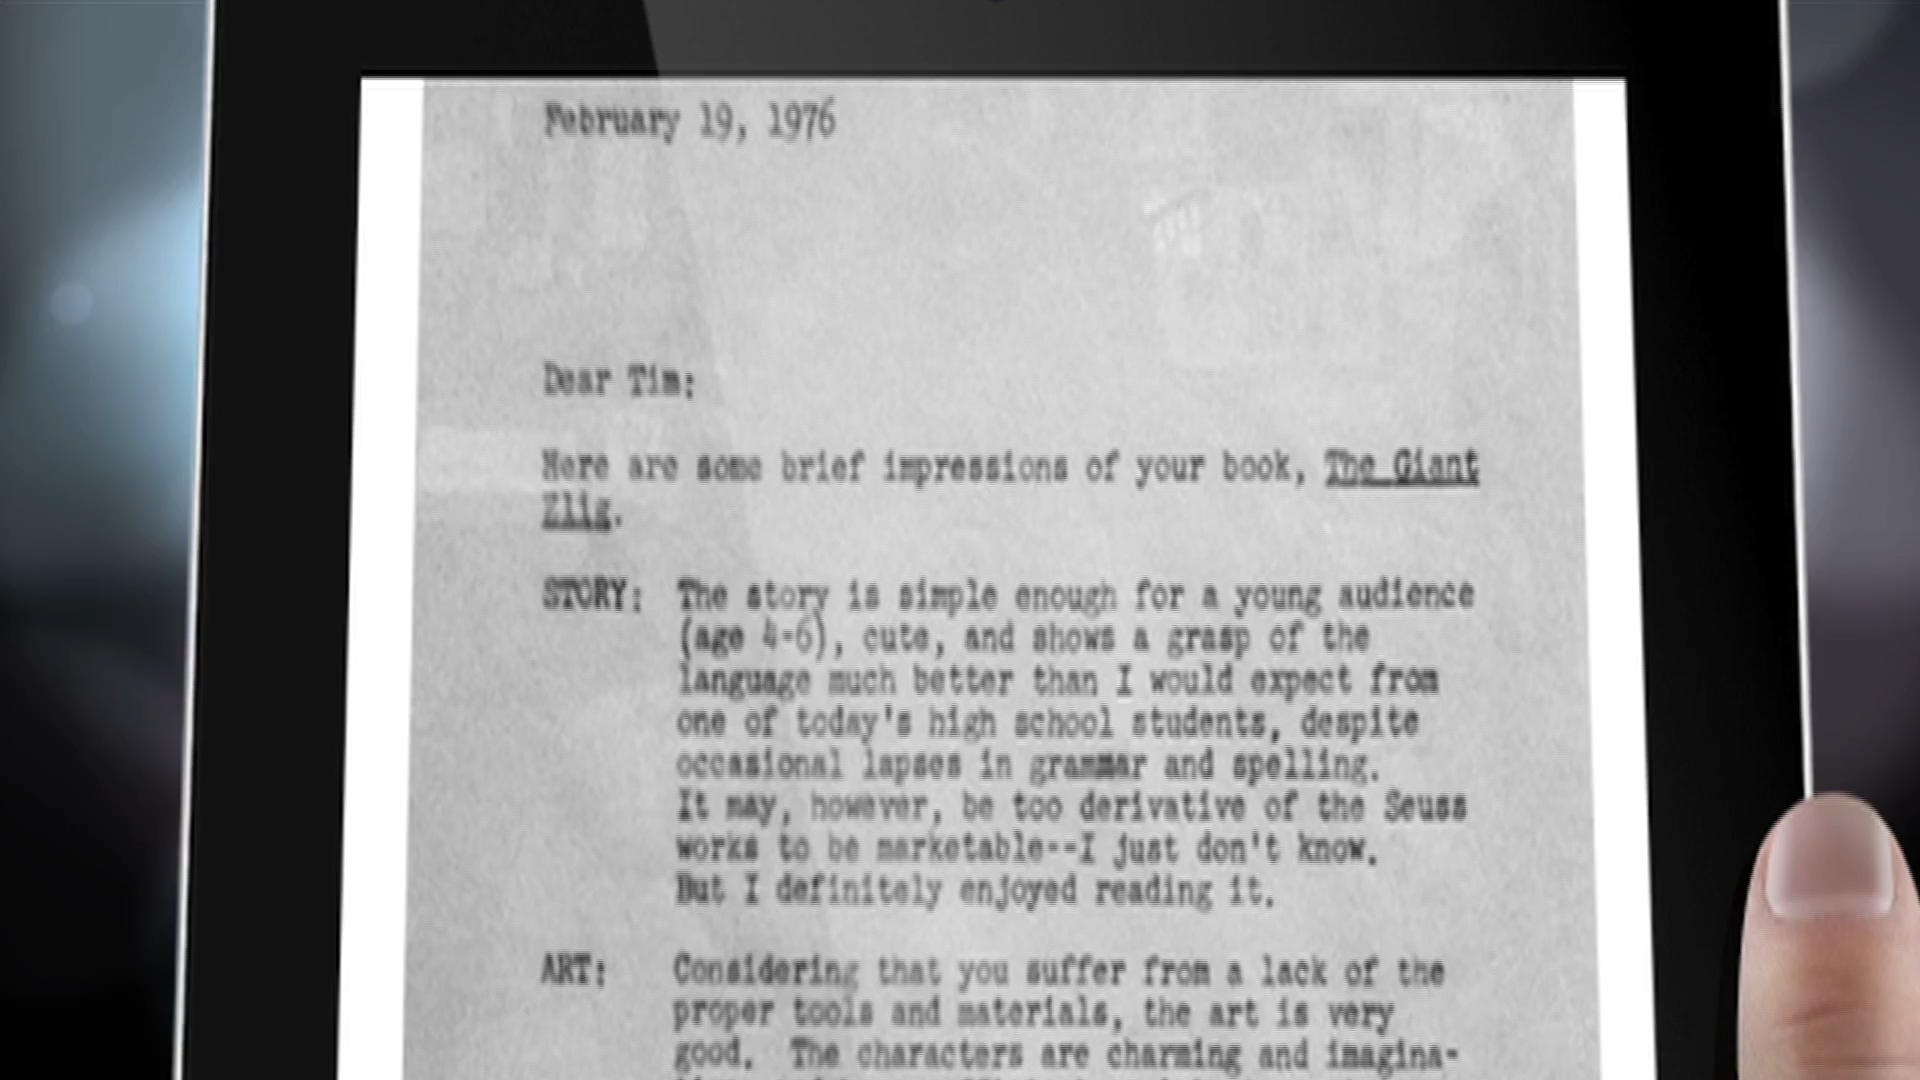 February 19, 1976
Dear Tim:
Here are some brief impressions of your book, The Giant
Zlig.
STORY: The story is simple enough for a young audience
(age 4-6), cute, and shows a grasp of the
language much better than I would expect from
one of today's high school students, despite
occasional lapses in grammar and spelling.
It may, however, be too derivative of the Seuss
works to be marketable--I just don't know.
But I definitely enjoyed reading it.
ART: Considering that you suffer from a lack of the
proper tools and materials, the art is very
good. The characters are charming and imagina-